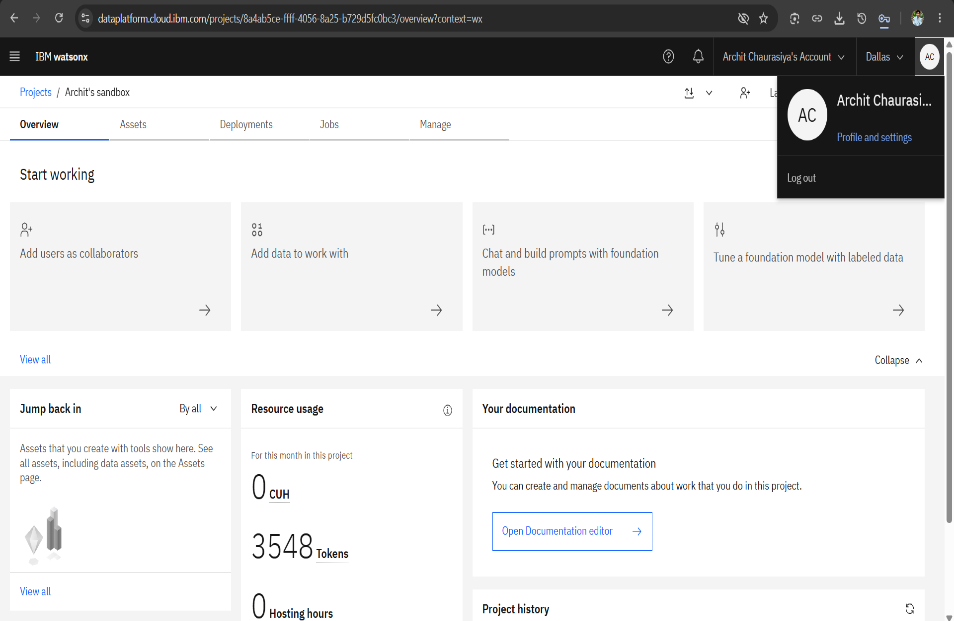 dataplatform.cloud.ibm.com/projects/8a4ab5ce-ffff-4056-8a25-b729d5fc0bc3/overview?context=wx
IBM watsonx
Archit Chaurasiya's Account
Dallas
AC
Projects / Archit's sandbox
La
AC
Archit Chaurasi...
Profile and settings
Log out
Overview
Assets
Deployments
Jobs
Manage
Start working
Add users as collaborators
Add data to work with
Chat and build prompts with foundation
models
Tune a foundation model with labeled data
View all
Collapse
Jump back in
By all
Assets that you create with tools show here. See
all assets, including data assets, on the Assets
page.
View all
Resource usage
For this month in this project
0 CUH
3548 Tokens
0 Hosting hours
Your documentation
Get started with your documentation
You can create and manage documents about work that you do in this project.
Open Documentation editor
Project history